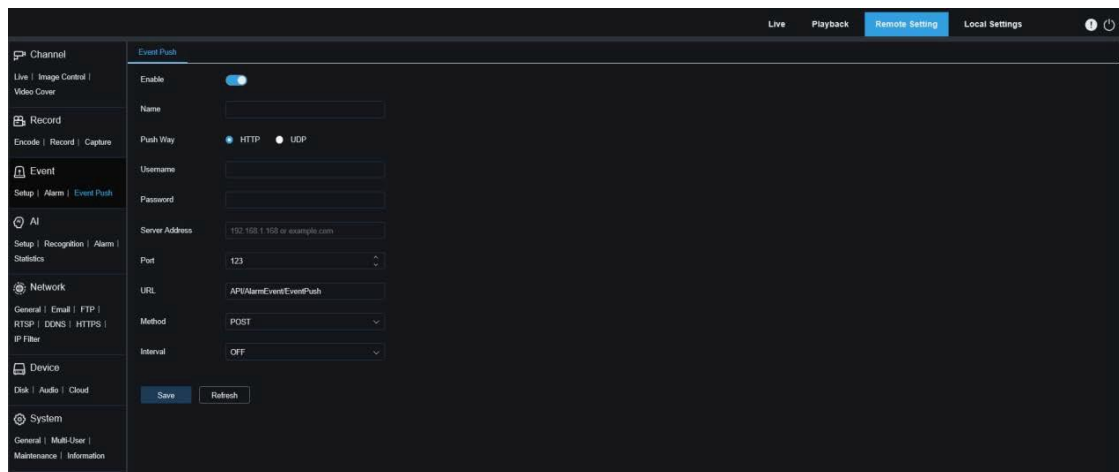 Live Playback Remote Setting Local Settings
Channel
Live | Image Control |
Video Cover
Record
Encode | Record | Capture
Event
Setup | Alarm | Event Push
AI
Setup | Recognition | Alarm |
Statistics
Network
General | Email | FTP |
RTSP | DDNS | HTTPS |
IP Filter
Device
Disk | Audio | Cloud
System
General | Multi-User |
Maintenance | Information
Event Push
Enable
Name
Push Way HTTP UDP
Username
Password
Server Address 192.168.1.168 or example.com
Port 123
URL API/AlarmEvent/EventPush
Method POST
Interval OFF
Save Refresh